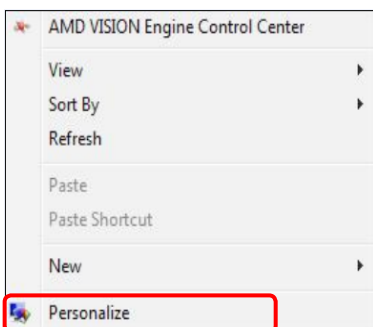 AMD VISION Engine Control Center
View
Sort By
Refresh
Paste
Paste Shortcut
New
Personalize